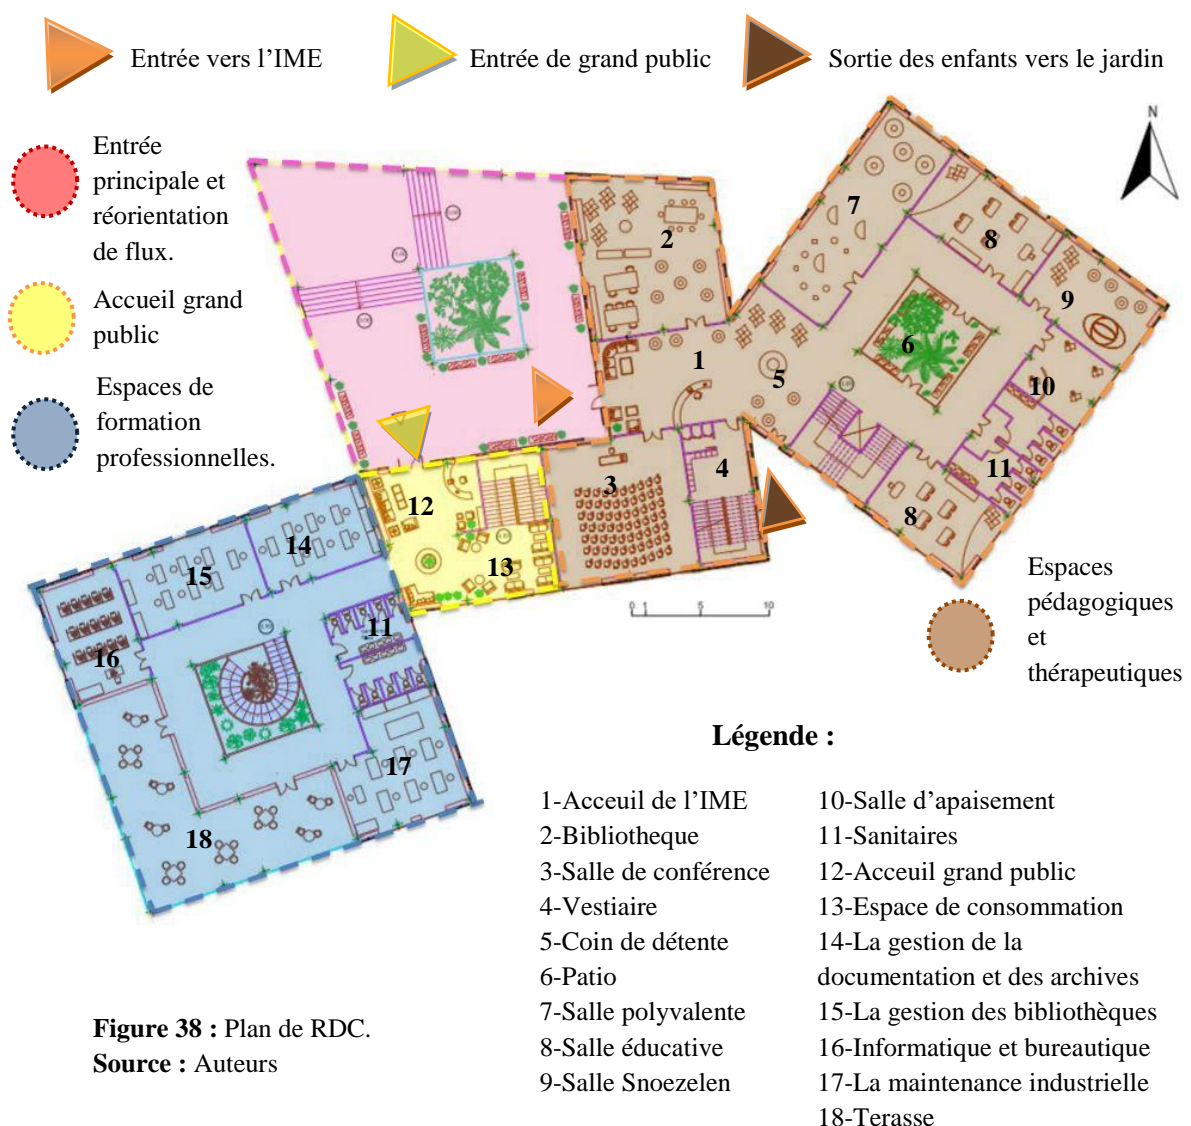 Entrée vers l’IME
Entrée de grand public
Sortie des enfants vers le jardin
N
Entrée
principale et
réorientation
de flux.
Accueil grand
public
Espaces de
formation
professionnelles.
7
2
8
9
1
6
5
10
3
4
11
8
12
13
14
15
11
16
17
18
0 1 5 10
Espaces
pédagogiques
et
thérapeutiques
Légende :
1-Acceuil de l’IME
2-Bibliotheque
3-Salle de conférence
4-Vestiaire
5-Coin de détente
6-Patio
7-Salle polyvalente
8-Salle éducative
9-Salle Snoezelen
10-Salle d’apaisement
11-Sanitaires
12-Acceuil grand public
13-Espace de consommation
14-La gestion de la
documentation et des archives
15-La gestion des bibliothèques
16-Informatique et bureautique
17-La maintenance industrielle
18-Terasse
Figure 38 : Plan de RDC.
Source : Auteurs